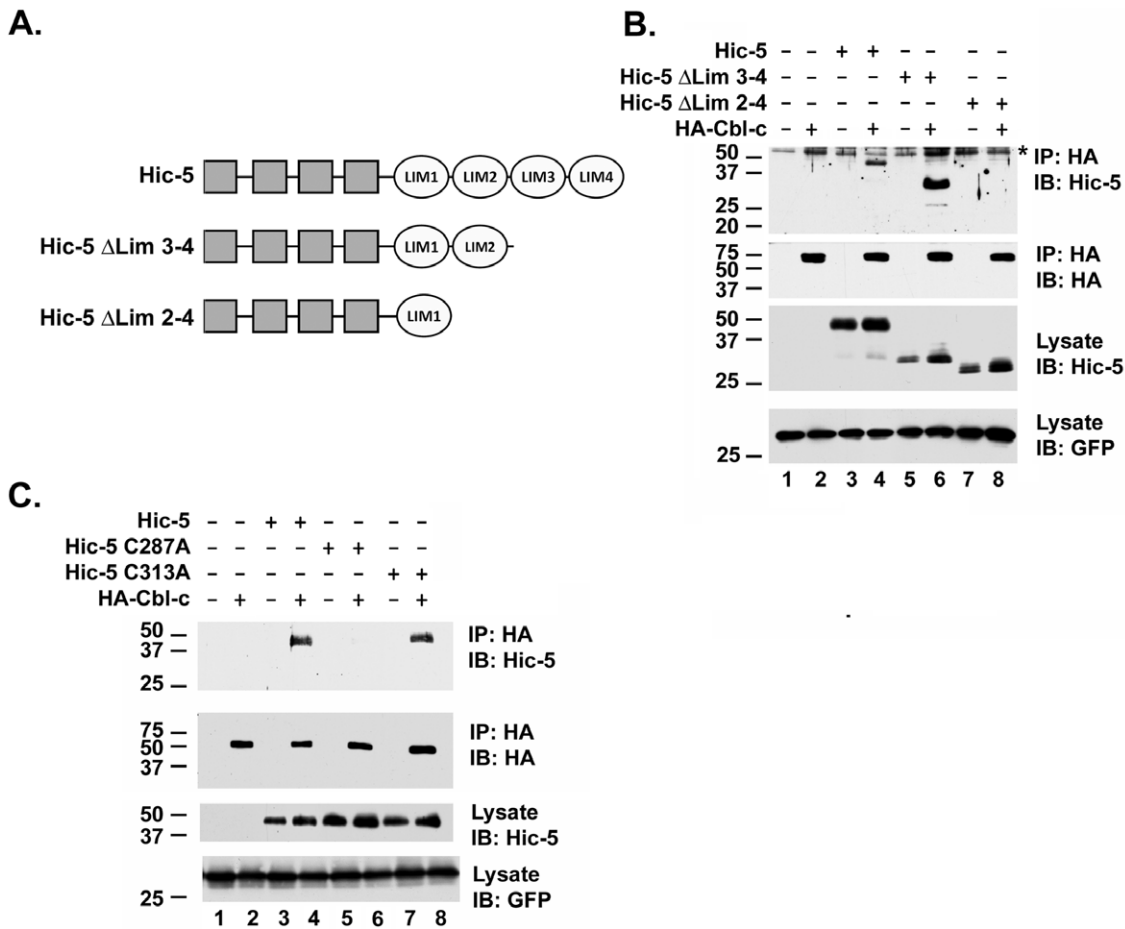 A.
Hic-5
LIM1 LIM2 LIM3 LIM4
Hic-5 ΔLim 3-4
LIM1 LIM2
Hic-5 ΔLim 2-4
LIM1
B.
Hic-5 – – + + – – – –
Hic-5 ΔLim 3-4 – – – – + + – –
Hic-5 ΔLim 2-4 – – – – – – + +
HA-Cbl-c – + – + – + – +
50
37
25
20
*
IP: HA
IB: Hic-5
75
50
37
IP: HA
IB: HA
50
37
25
Lysate
IB: Hic-5
25
Lysate
IB: GFP
1 2 3 4 5 6 7 8
C.
Hic-5 – – + + – – – –
Hic-5 C287A – – – – + + – –
Hic-5 C313A – – – – – – + +
HA-Cbl-c – + – + – + – +
50
37
25
IP: HA
IB: Hic-5
75
50
37
IP: HA
IB: HA
50
37
Lysate
IB: Hic-5
25
Lysate
IB: GFP
1 2 3 4 5 6 7 8